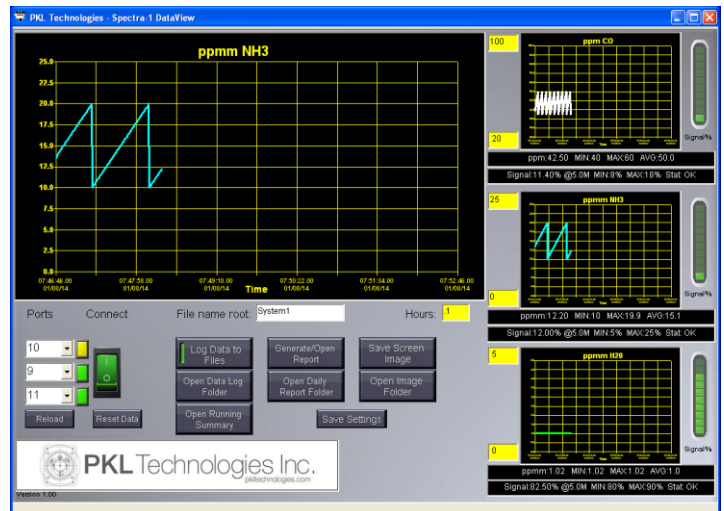 PKL Technologies - Spectra-1 DataView
ppmm NH3
25.0
22.5
20.0
17.5
15.0
12.5
10.0
7.5
5.0
2.5
0.0
07:46:46.00 07:47:58.00 07:49:10.00 07:50:22.00 07:51:34.00 07:52:46.00
01/08/14 01/08/14 01/08/14 Time 01/08/14 01/08/14 01/08/14
100
ppm CO
20
Time
Signal%
ppm:42.50 MIN:40 MAX:60 AVG:50.0
Signal:11.40% @5.0M MIN:8% MAX:18% Stat:OK
25
ppmm NH3
0
Time
Signal%
ppmm:12.20 MIN:10 MAX:19.9 AVG:15.1
Signal:12.00% @5.0M MIN:5% MAX:25% Stat:OK
5
ppmm H20
0
Time
Signal%
ppmm:1.02 MIN:1.02 MAX:1.02 AVG:1.0
Signal:82.50% @5.0M MIN:80% MAX:90% Stat:OK
Ports Connect File name root: System1 Hours: .1
10
9
11
Reload Reset Data
Log Data to
Files
Generate/Open
Report
Save Screen
Image
Open Data Log
Folder
Open Daily
Report Folder
Open Image
Folder
Open Running
Summary
Save Settings
PKL Technologies Inc.
pkltechnologies.com
Version 1.00